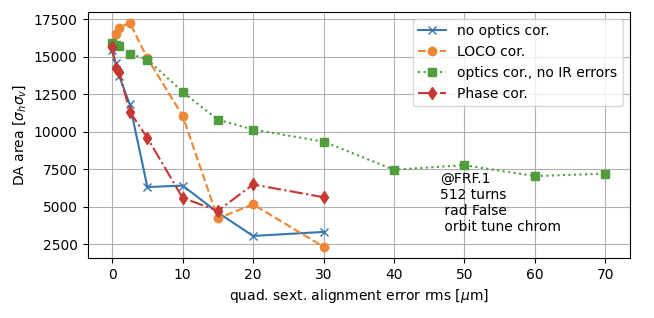 17500
15000
12500
10000
7500
5000
2500
DA area [σₕσᵥ]
no optics cor.
LOCO cor.
optics cor., no IR errors
Phase cor.
@FRF.1
512 turns
rad False
orbit tune chrom
0 10 20 30 40 50 60 70
quad. sext. alignment error rms [μm]